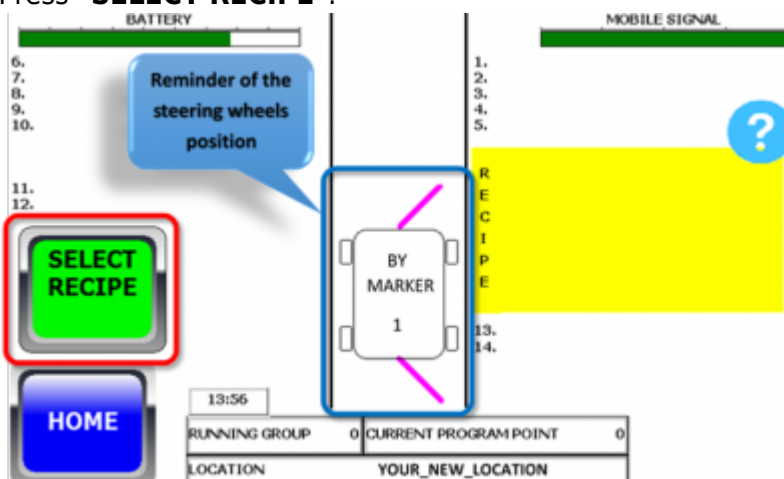 Press "SELECT RECIPE".
BATTERY
MOBILE SIGNAL
6.
7.
8.
9.
10.
11.
12.
Reminder of the
steering wheels
position
1.
2.
3.
4.
5.
?
R
E
C
I
P
E
SELECT
RECIPE
BY
MARKER
1
13.
14.
HOME
13:56
RUNNING GROUP 0 CURRENT PROGRAM POINT 0
LOCATION YOUR_NEW_LOCATION